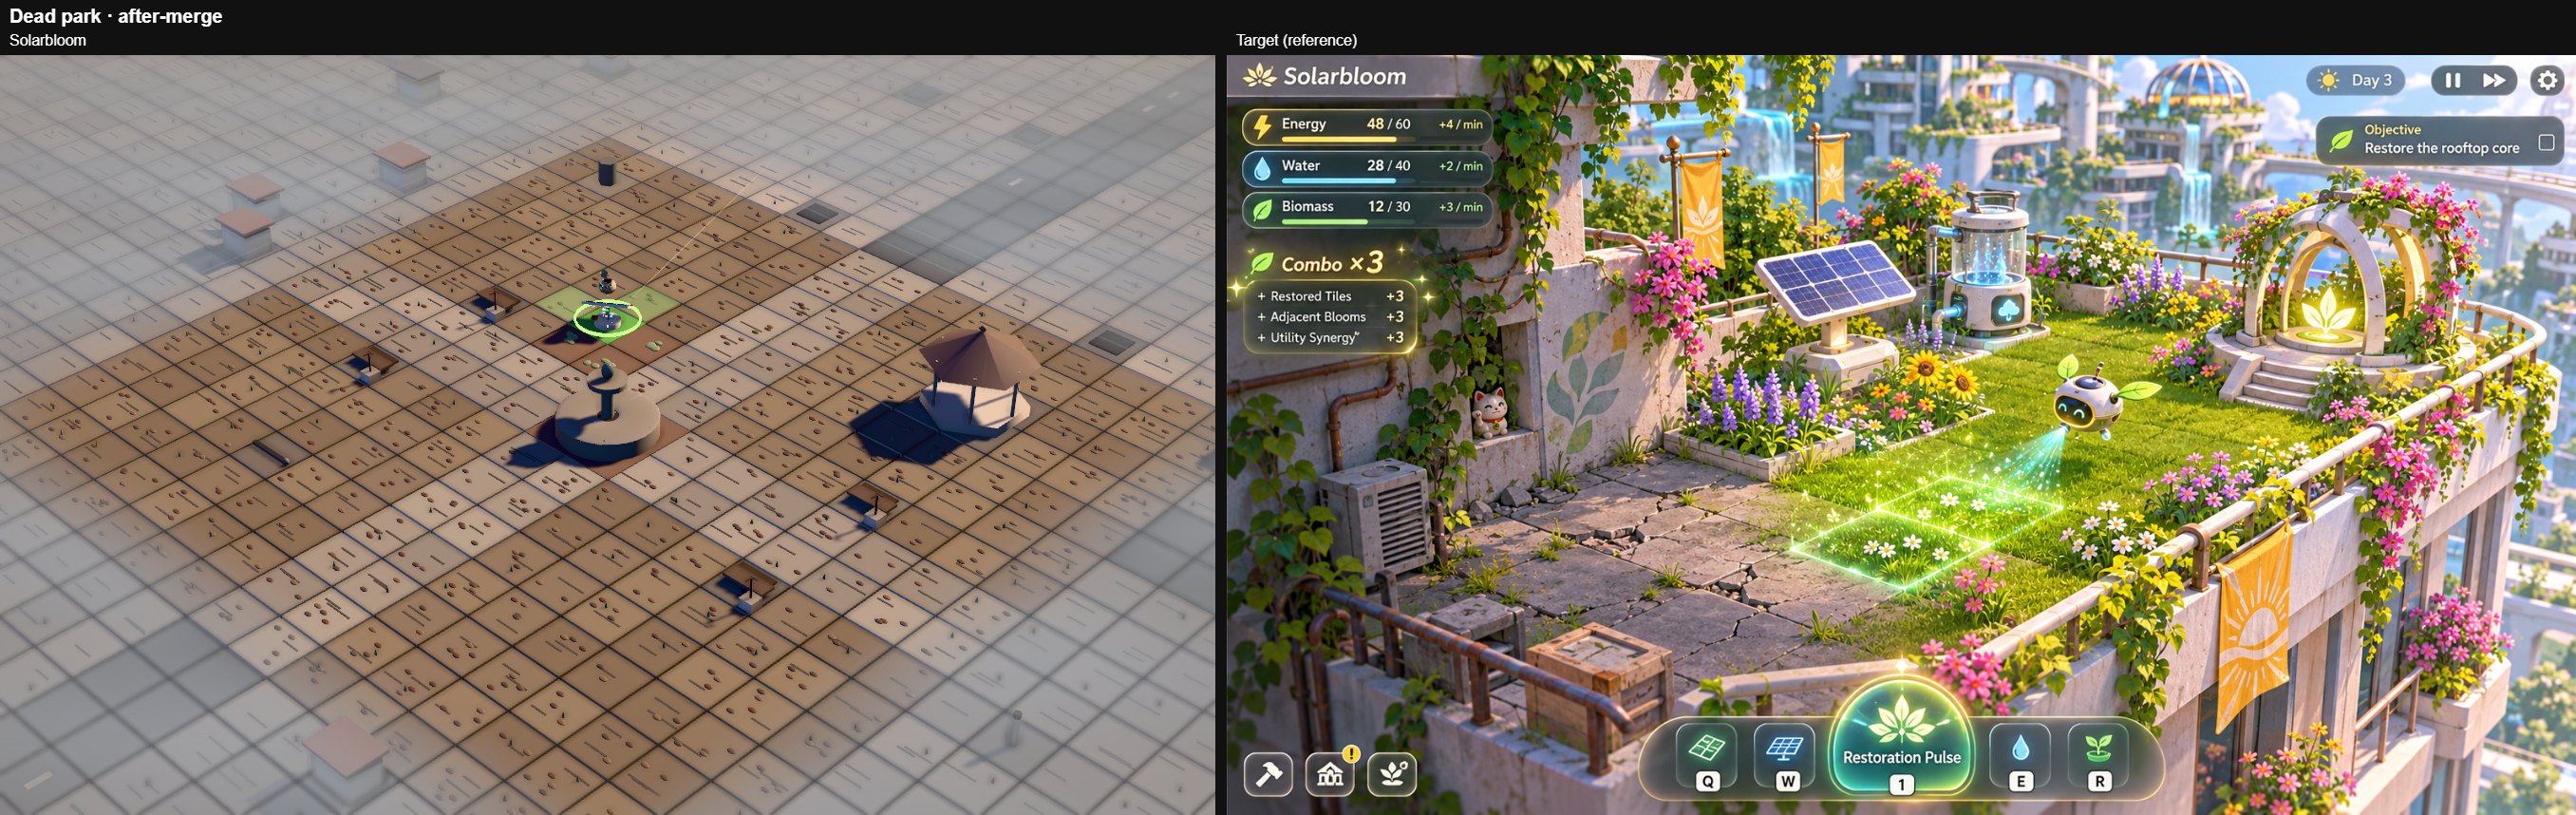 Dead park · after-merge
Solarbloom
Target (reference)
Solarbloom
Day 3
Energy 48 / 60 +4 / min
Water 28 / 40 +2 / min
Biomass 12 / 30 +3 / min
Objective
Restore the rooftop core
Combo ×3
+ Restored Tiles +3
+ Adjacent Blooms +3
+ Utility Synergy +3
!
Restoration Pulse
Q W 1 E R